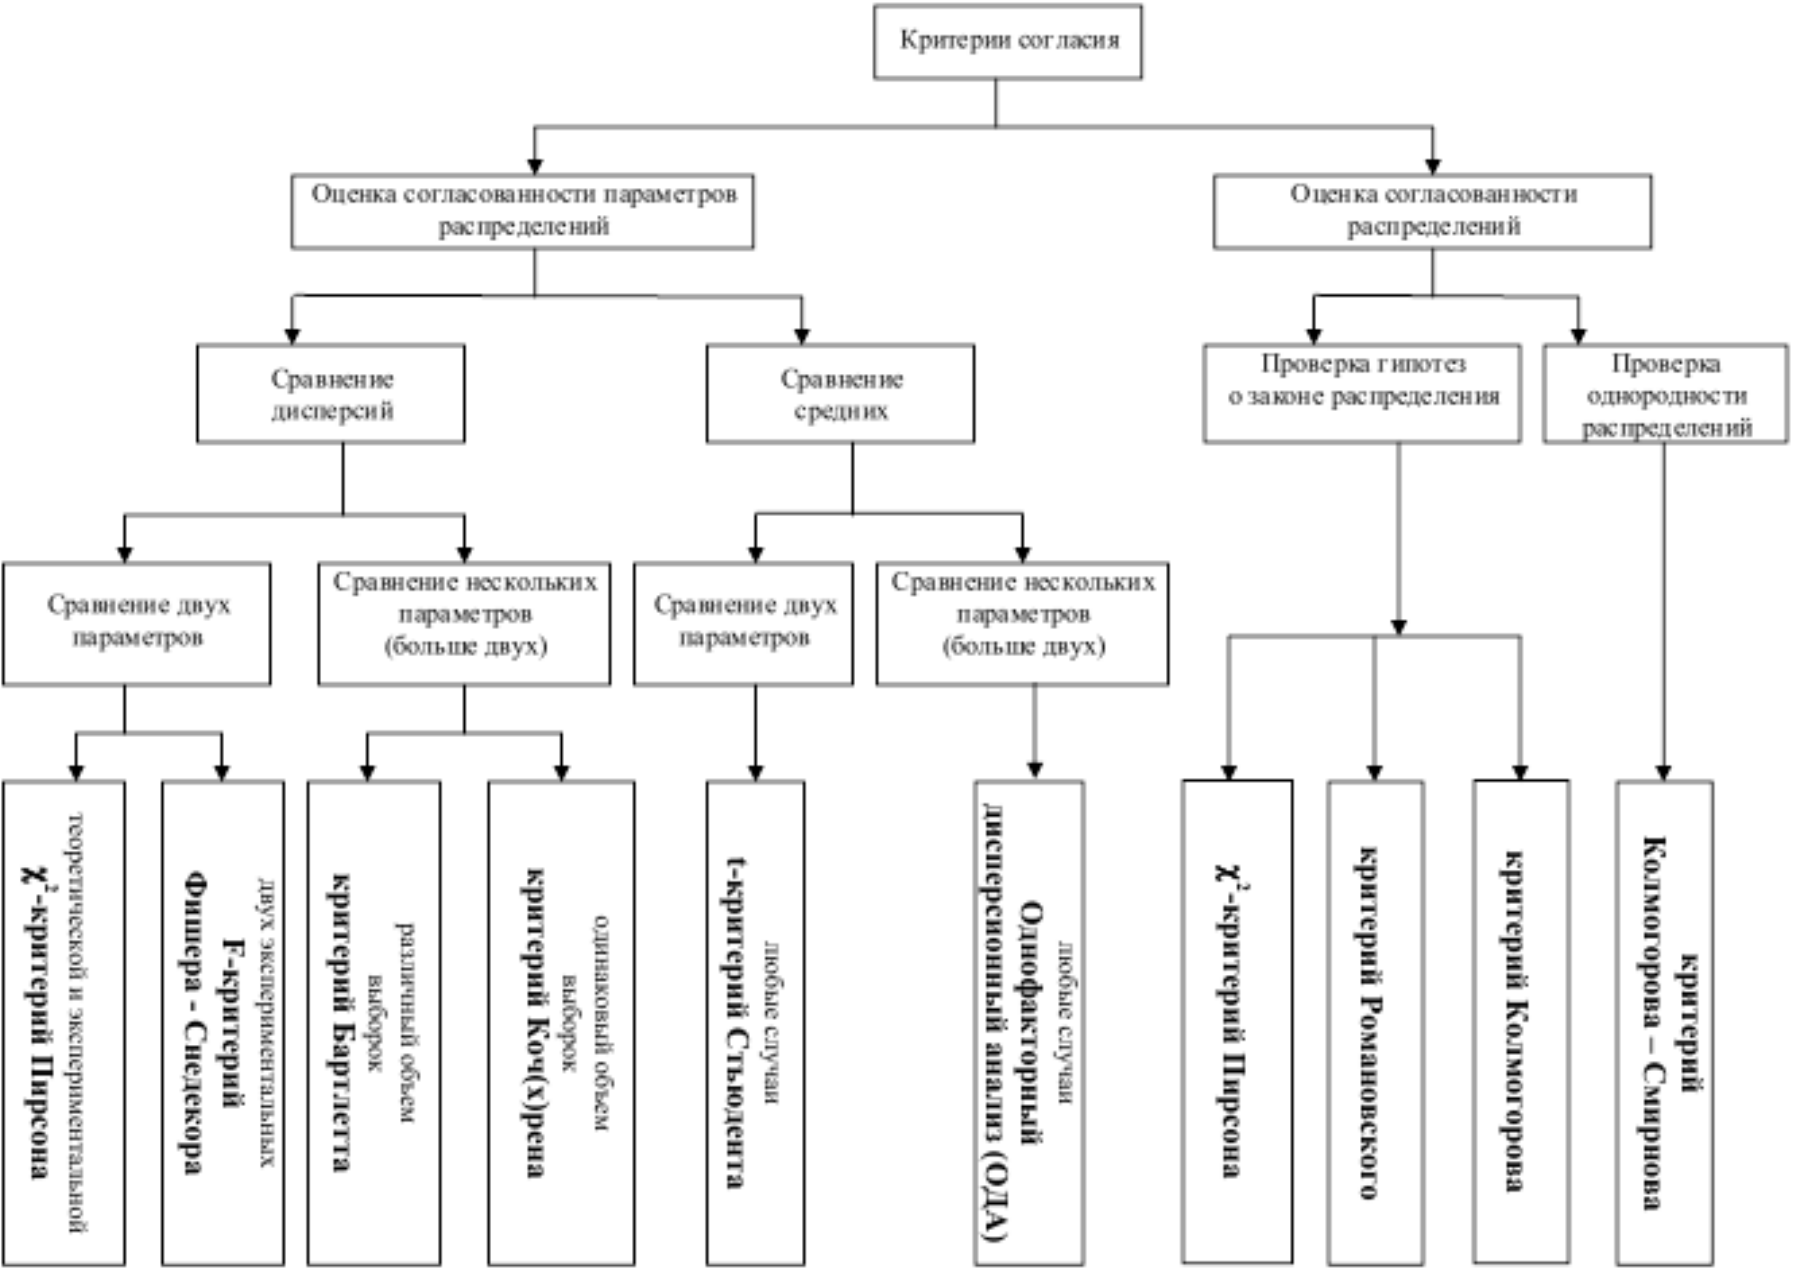 Критерии согласия
Оценка согласованности параметров
распределений
Оценка согласованности
распределений
Сравнение
дисперсий
Сравнение
средних
Проверка гипотез
о законе распределения
Проверка
однородности
распределений
Сравнение двух
параметров
Сравнение нескольких
параметров
(больше двух)
Сравнение двух
параметров
Сравнение нескольких
параметров
(больше двух)
теоретической и экспериментальной
χ²-критерий Пирсона
двух экспериментальных
F-критерий
Фишера - Снедекора
различный объем
выборок
критерий Бартлетта
одинаковый объем
выборок
критерий Коч(х)рена
любые случаи
t-критерий Стьюдента
любые случаи
Однофакторный
дисперсионный анализ (ОДА)
χ²-критерий Пирсона
критерий Романовского
критерий Колмогорова
критерий
Колмогорова – Смирнова